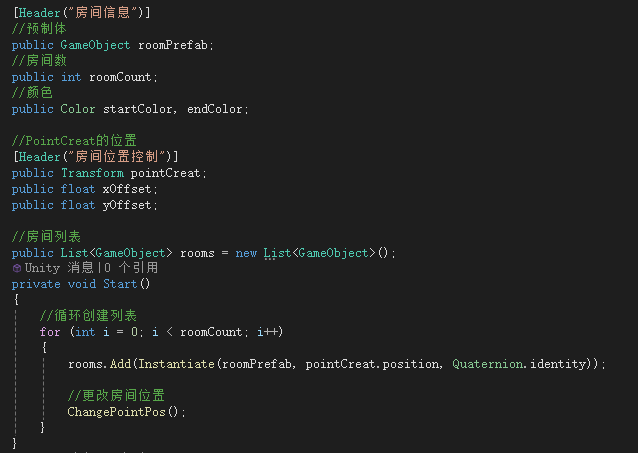 [Header("房间信息")]
//预制体
public GameObject roomPrefab;
//房间数
public int roomCount;
//颜色
public Color startColor, endColor;
//PointCreat的位置
[Header("房间位置控制")]
public Transform pointCreat;
public float xOffset;
public float yOffset;
//房间列表
public List<GameObject> rooms = new List<GameObject>();
Unity 消息|0 个引用
private void Start()
{
//循环创建列表
for (int i = 0; i < roomCount; i++)
{
rooms.Add(Instantiate(roomPrefab, pointCreat.position, Quaternion.identity));
//更改房间位置
ChangePointPos();
}
}